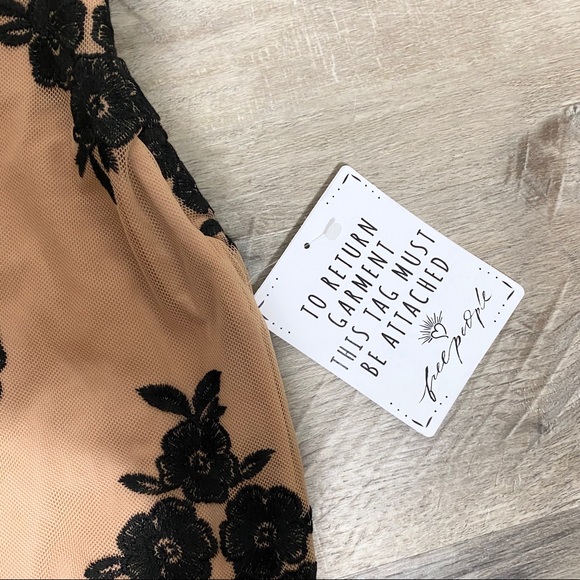 TO RETURN
GARMENT
THIS TAG MUST
BE ATTACHED
free people